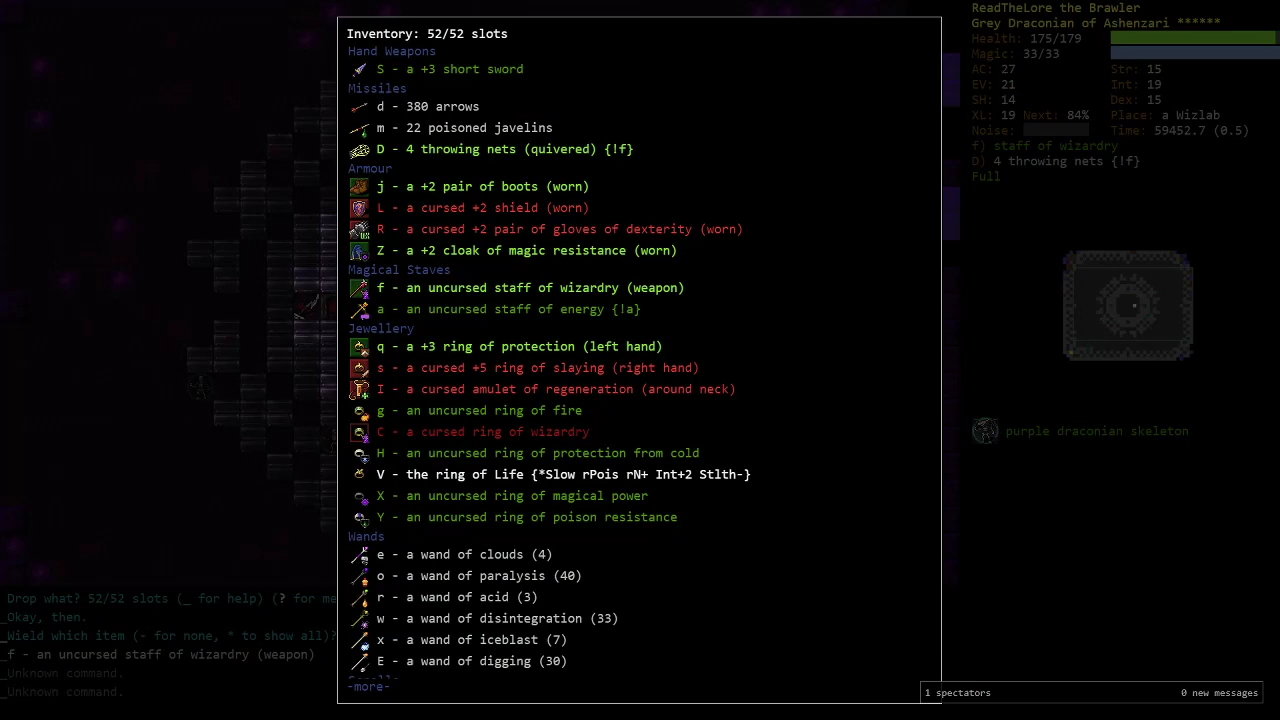 Inventory: 52/52 slots
Hand Weapons
S - a +3 short sword
Missiles
d - 380 arrows
m - 22 poisoned javelins
D - 4 throwing nets (quivered) {!f}
Armour
j - a +2 pair of boots (worn)
L - a cursed +2 shield (worn)
R - a cursed +2 pair of gloves of dexterity (worn)
Z - a +2 cloak of magic resistance (worn)
Magical Staves
f - an uncursed staff of wizardry (weapon)
a - an uncursed staff of energy {!a}
Jewellery
q - a +3 ring of protection (left hand)
s - a cursed +5 ring of slaying (right hand)
I - a cursed amulet of regeneration (around neck)
g - an uncursed ring of fire
C - a cursed ring of wizardry
H - an uncursed ring of protection from cold
V - the ring of Life {*Slow rPois rN+ Int+2 Stlth-}
X - an uncursed ring of magical power
Y - an uncursed ring of poison resistance
Wands
e - a wand of clouds (4)
o - a wand of paralysis (40)
r - a wand of acid (3)
w - a wand of disintegration (33)
x - a wand of iceblast (7)
E - a wand of digging (30)
-more-
ReadTheLore the Brawler
Grey Draconian of Ashenzari ******
Health: 175/179
Magic: 33/33
AC: 27 Str: 15
EV: 21 Int: 19
SH: 14 Dex: 15
XL: 19 Next: 84% Place: a Wizlab
Noise: Time: 59452.7 (0.5)
f) staff of wizardry
D) 4 throwing nets {!f}
Full
purple draconian skeleton
Drop what? 52/52 slots (_ for help) (? for me
_Okay, then.
_Wield which item (- for none, * to show all)?
_f - an uncursed staff of wizardry (weapon)
_Unknown command.
_Unknown command.
1 spectators 0 new messages